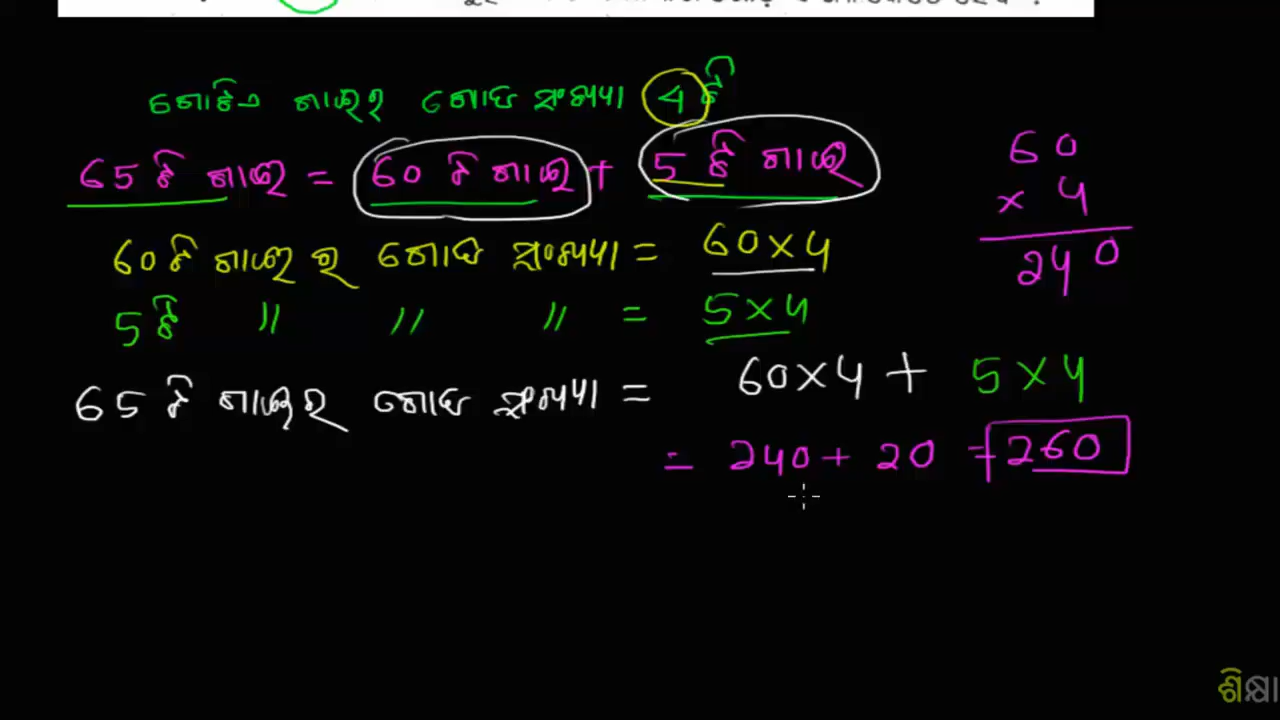 ଗୋଟିଏ ଗାଈର ଗୋଡ ସଂଖ୍ୟା 4 ଟି
65 ଟି ଗାଈ = 60 ଟି ଗାଈ + 5 ଟି ଗାଈ
60 ଟି ଗାଈ ର ଗୋଡ ସଂଖ୍ୟା = 60 × 4
5 ଟି " " " = 5 × 4
65 ଟି ଗାଈର ଗୋଡ ସଂଖ୍ୟା = 60 × 4 + 5 × 4
= 240 + 20 = 260
60
× 4
240
ଶିକ୍ଷା